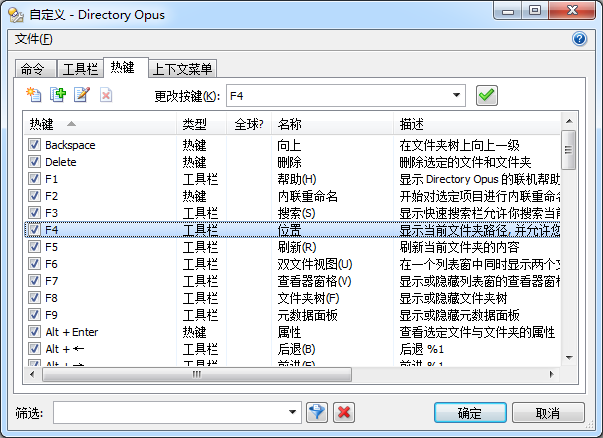 自定义 - Directory Opus
文件(F)
命令 工具栏 热键 上下文菜单
更改按键(K): F4
热键 类型 全球? 名称 描述
Backspace 热键 向上 在文件夹树上向上一级
Delete 热键 删除 删除选定的文件和文件夹
F1 工具栏 帮助(H) 显示 Directory Opus 的联机帮助
F2 热键 内联重命名 开始对选定项目进行内联重命名
F3 工具栏 搜索(S) 显示快速搜索栏允许你搜索当
F4 工具栏 位置 显示当前文件夹路径, 并允许您
F5 工具栏 刷新(R) 刷新当前文件夹的内容
F6 工具栏 双文件视图(U) 在一个列表窗中同时显示两个文
F7 工具栏 查看器窗格(V) 显示或隐藏列表窗的查看器窗格
F8 工具栏 文件夹树(F) 显示或隐藏文件夹树
F9 工具栏 元数据面板 显示或隐藏元数据面板
Alt + Enter 热键 属性 查看选定文件与文件夹的属性
Alt + ← 工具栏 后退(B) 后退 %1
Alt + → 工具栏 前进(F) 前进 %1
筛选: 确定 取消